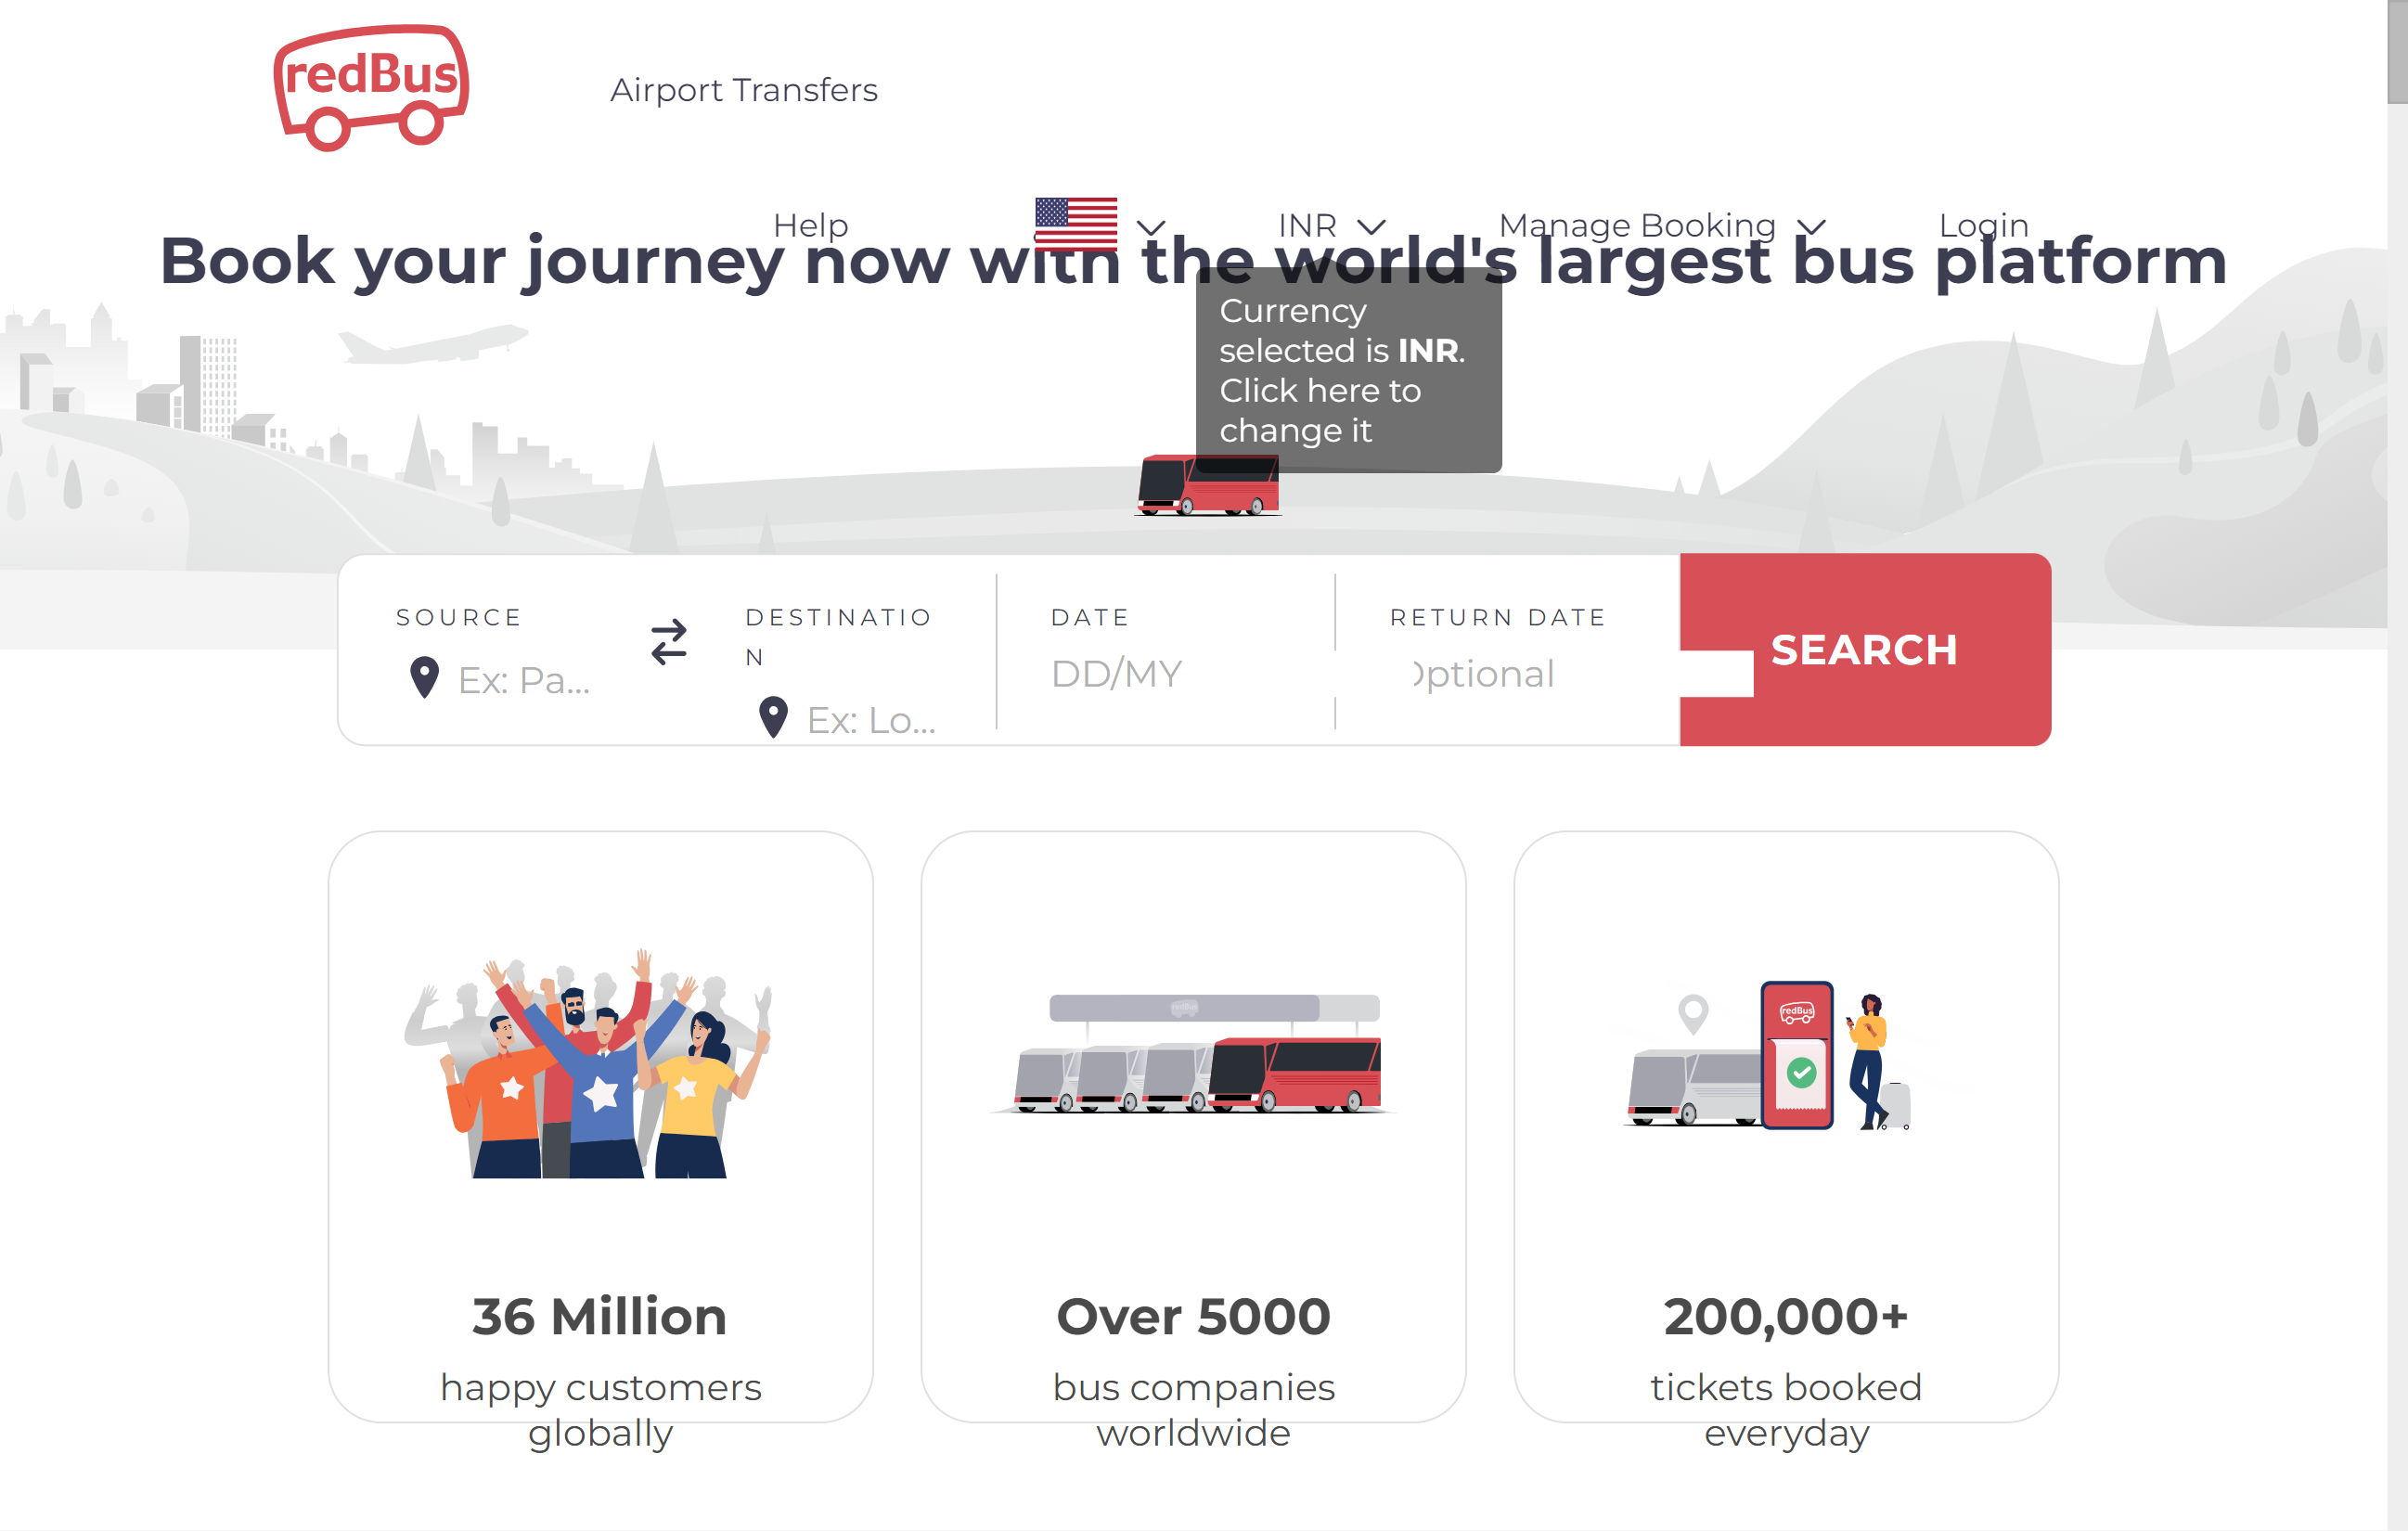 redBus
Airport Transfers
Help
INR
Manage Booking
Login
Book your journey now with the world's largest bus platform
Currency
selected is INR.
Click here to
change it
SOURCE
Ex: Pa...
DESTINATIO
N
Ex: Lo...
DATE
DD/MY
RETURN DATE
Optional
SEARCH
redBus
36 Million
happy customers
globally
Over 5000
bus companies
worldwide
200,000+
tickets booked
everyday